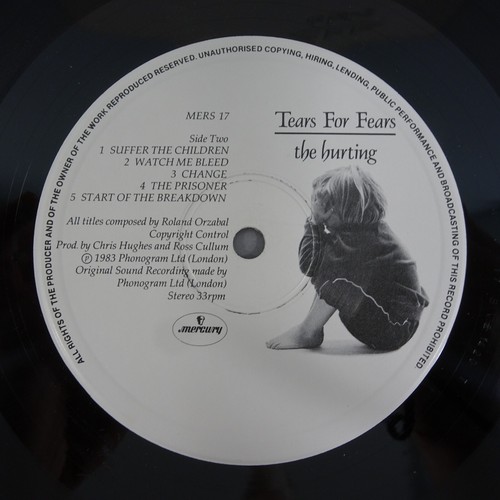 ALL RIGHTS OF THE PRODUCER AND OF THE OWNER OF THE WORK REPRODUCED RESERVED. UNAUTHORISED COPYING, HIRING, LENDING, PUBLIC PERFORMANCE AND BROADCASTING OF THIS RECORD PROHIBITED
MERS 17
Tears For Fears
the hurting
Side Two
1 SUFFER THE CHILDREN
2 WATCH ME BLEED
3 CHANGE
4 THE PRISONER
5 START OF THE BREAKDOWN
All titles composed by Roland Orzabal
Copyright Control
Prod. by Chris Hughes and Ross Cullum
℗ 1983 Phonogram Ltd (London)
Original Sound Recording made by
Phonogram Ltd (London)
Stereo 33rpm
mercury